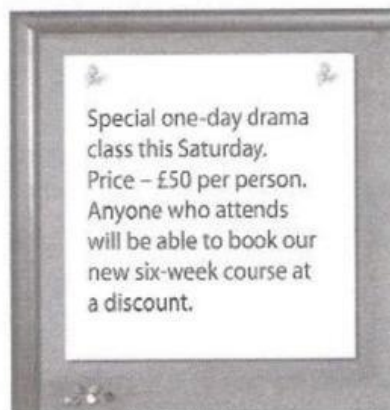 Special one-day drama
class this Saturday.
Price – £50 per person.
Anyone who attends
will be able to book our
new six-week course at
a discount.